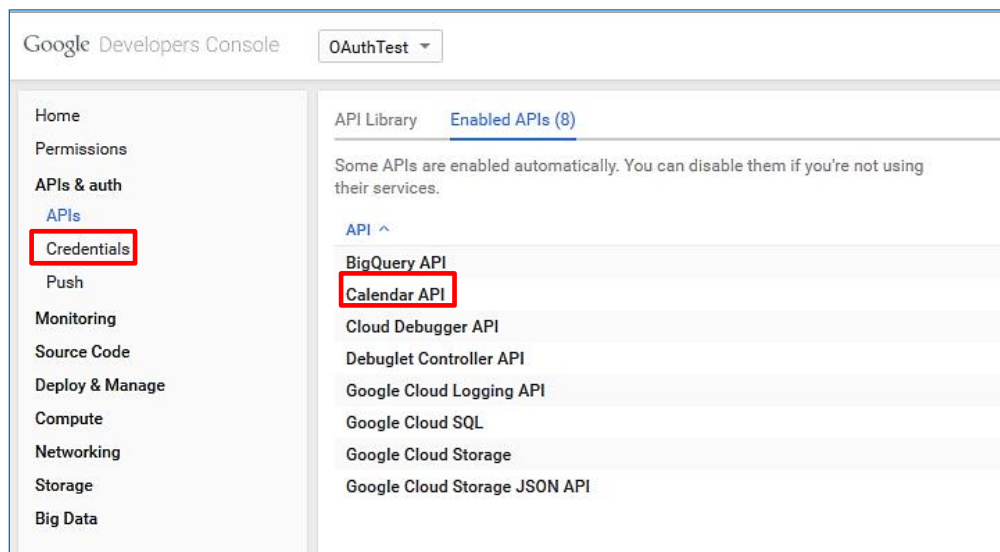 Google Developers Console
OAuthTest
Home
Permissions
APIs & auth
APIs
Credentials
Push
Monitoring
Source Code
Deploy & Manage
Compute
Networking
Storage
Big Data
API Library
Enabled APIs (8)
Some APIs are enabled automatically. You can disable them if you're not using
their services.
API
BigQuery API
Calendar API
Cloud Debugger API
Debuglet Controller API
Google Cloud Logging API
Google Cloud SQL
Google Cloud Storage
Google Cloud Storage JSON API